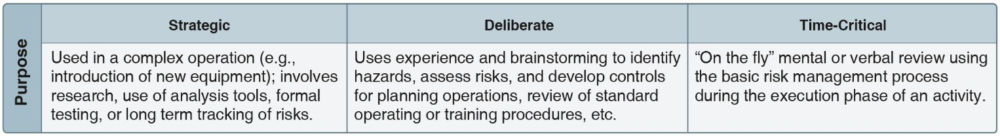 Strategic
Deliberate
Time-Critical
Purpose
Used in a complex operation (e.g.,
introduction of new equipment); involves
research, use of analysis tools, formal
testing, or long term tracking of risks.
Uses experience and brainstorming to identify
hazards, assess risks, and develop controls
for planning operations, review of standard
operating or training procedures, etc.
“On the fly” mental or verbal review using
the basic risk management process
during the execution phase of an activity.